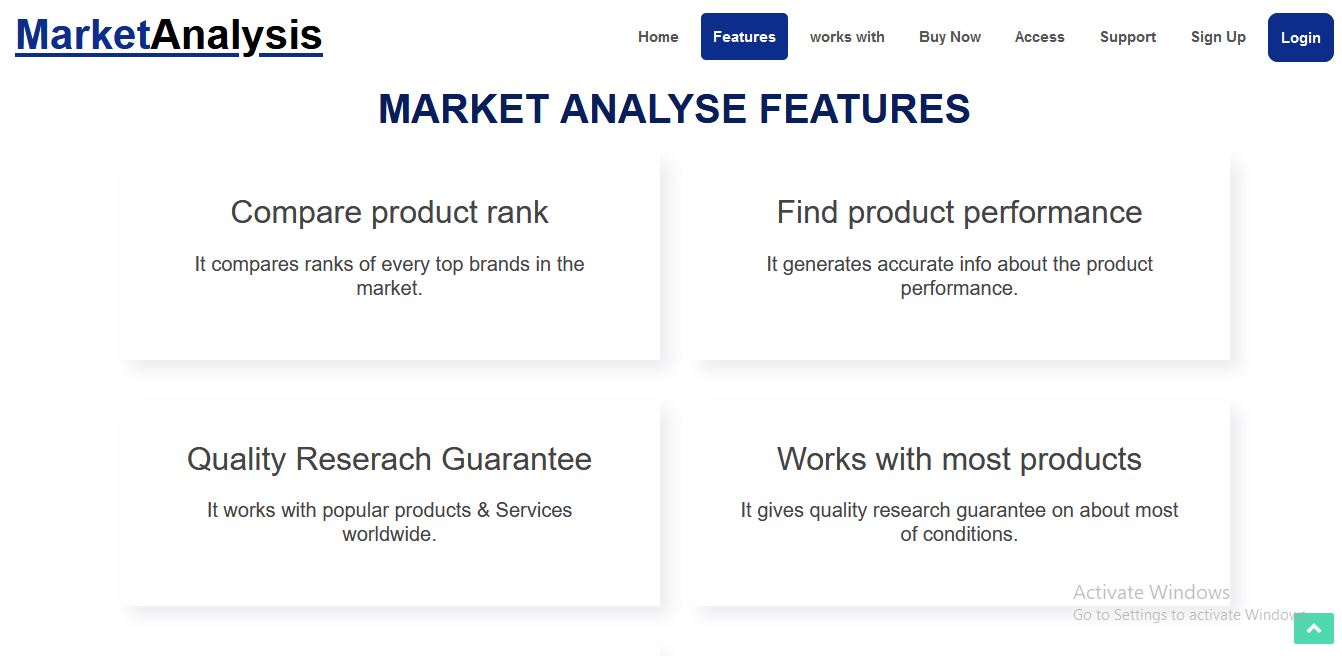 MarketAnalysis
Home Features works with Buy Now Access Support Sign Up Login
MARKET ANALYSE FEATURES
Compare product rank
It compares ranks of every top brands in the
market.
Find product performance
It generates accurate info about the product
performance.
Quality Reserach Guarantee
It works with popular products & Services
worldwide.
Works with most products
It gives quality research guarantee on about most
of conditions.
Activate Windows
Go to Settings to activate Windows.